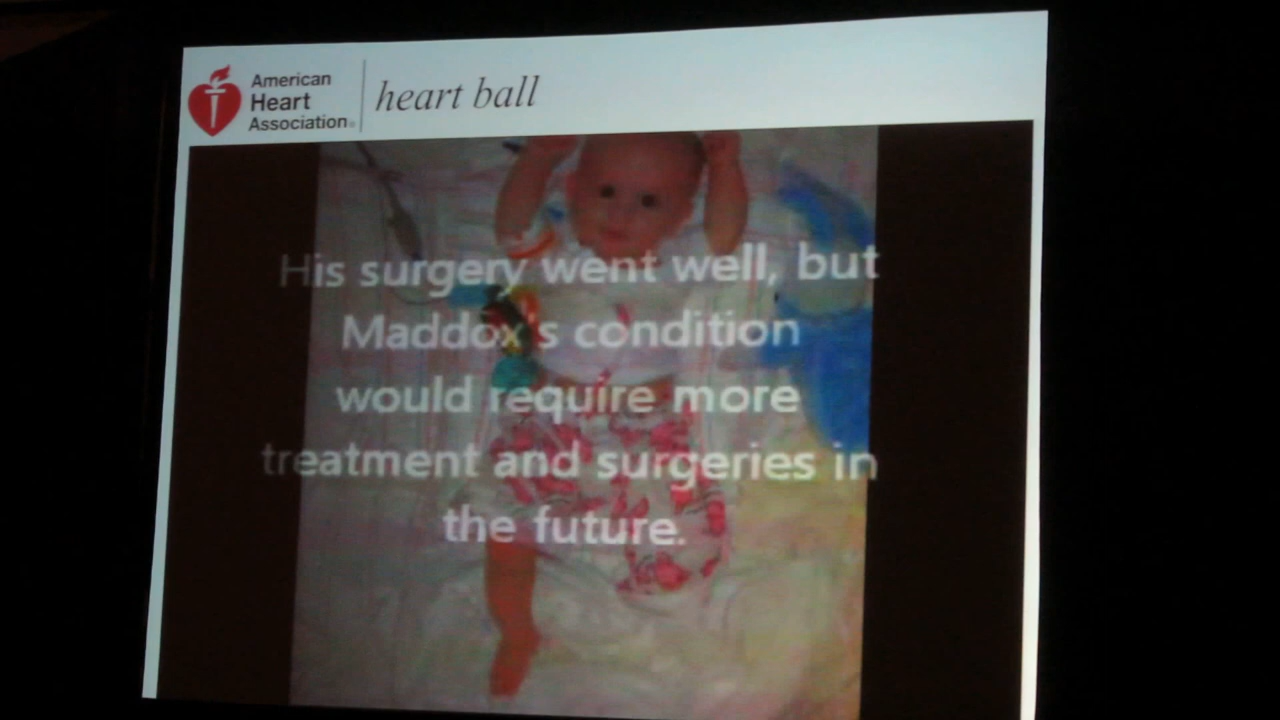 American
Heart
Association®
heart ball
His surgery went well, but
Maddox's condition
would require more
treatment and surgeries in
the future.